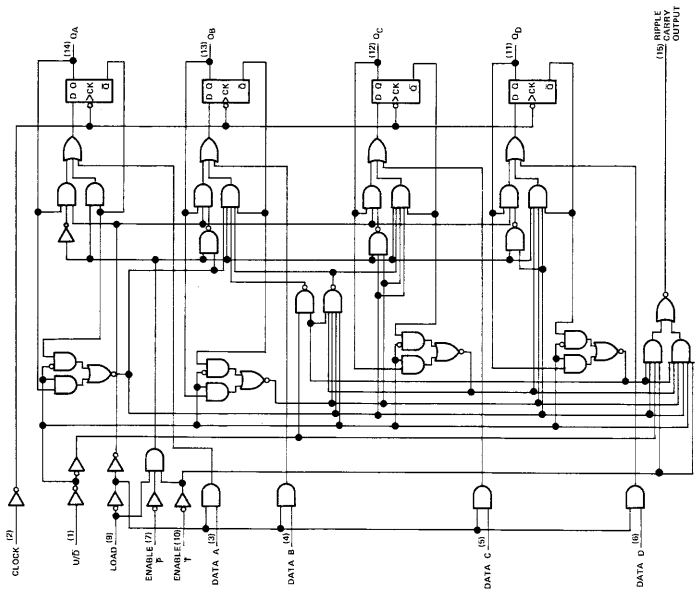 (14) QA
(13) QB
(12) QC
(11) QD
(15) RIPPLE
CARRY
OUTPUT
D Q
CK
Q̄
D Q
CK
Q̄
D Q
CK
Q̄
D Q
CK
Q̄
CLOCK (2)
U/D̄ (1)
LOAD (9)
ENABLE (7)
P̄
ENABLE (10)
T̄
DATA A (3)
DATA B (4)
DATA C (5)
DATA D (6)